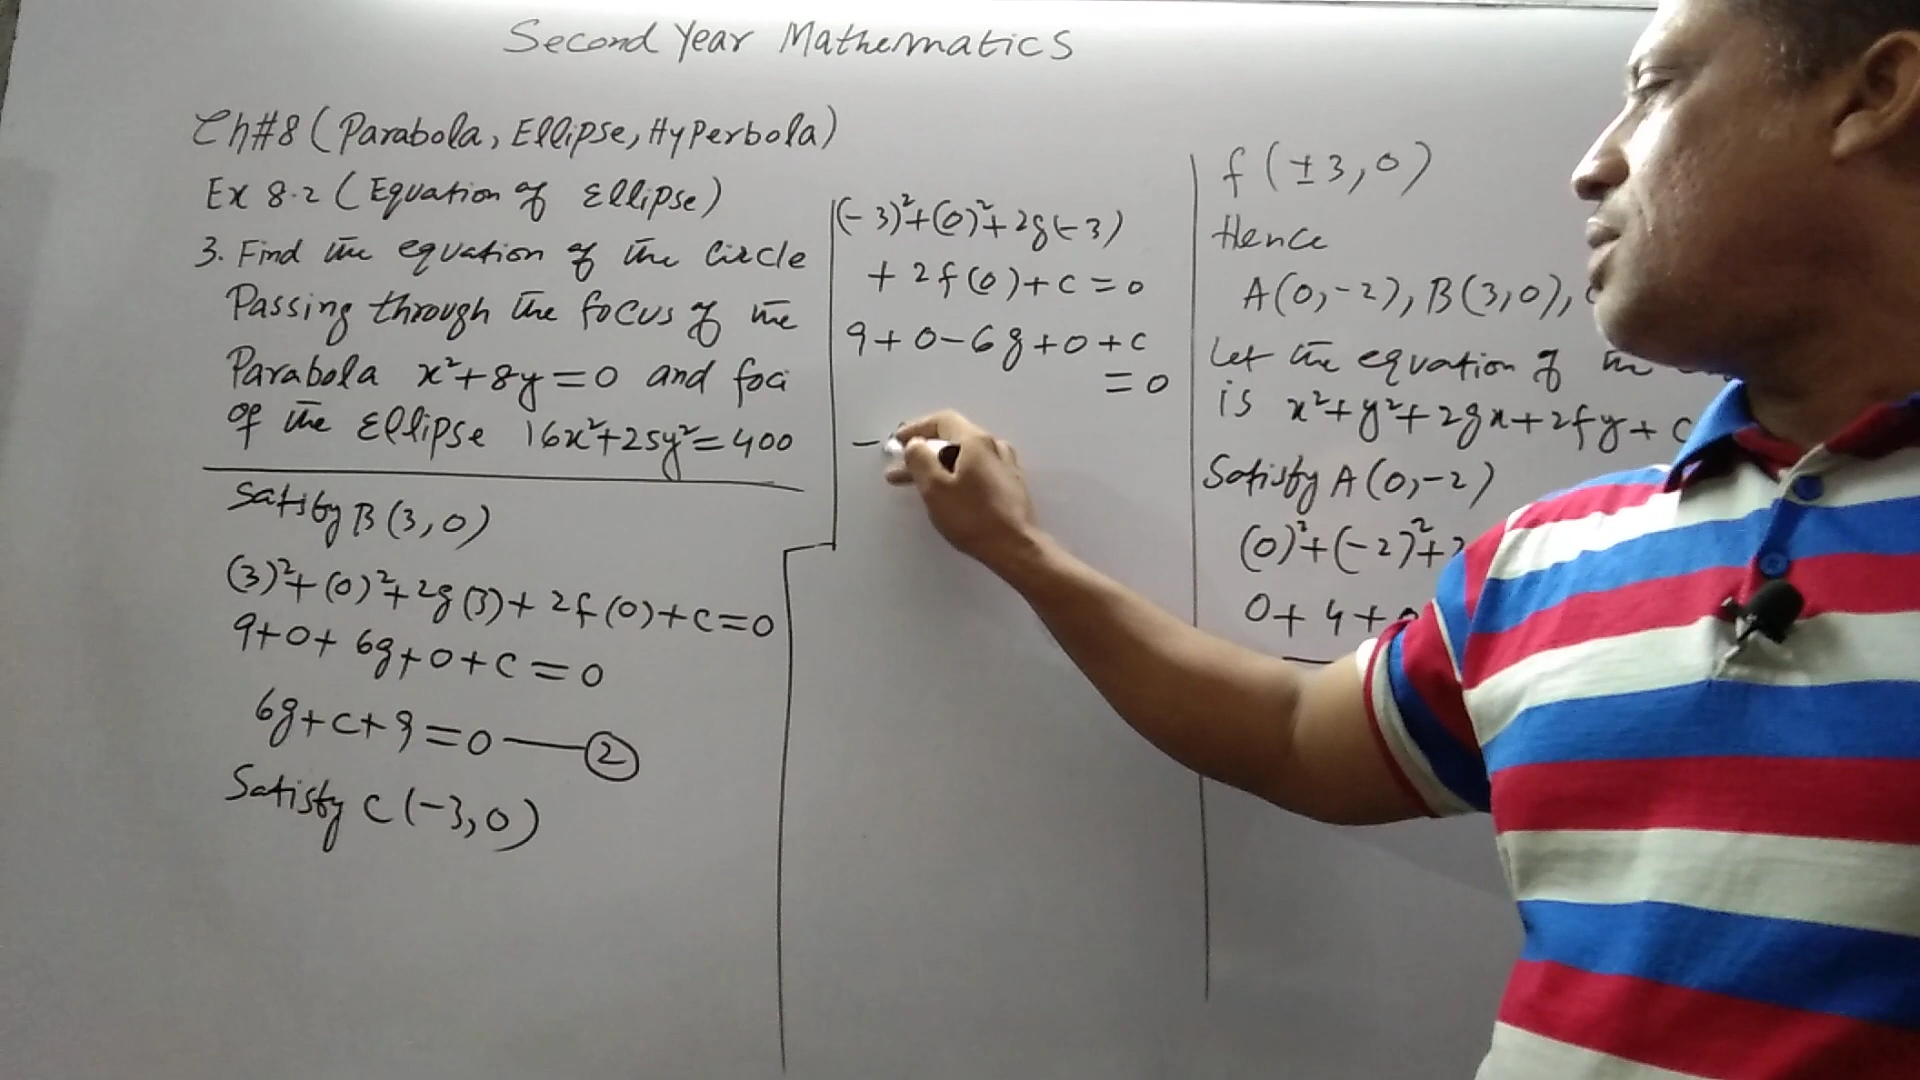 Second Year Mathematics
Ch#8 (Parabola, Ellipse, Hyperbola)
Ex 8.2 (Equation of Ellipse)
3. Find the equation of the Circle
Passing through the focus of the
Parabola x²+8y=0 and foci
of the Ellipse 16x²+25y²=400
Satisfy B(3,0)
(3)²+(0)²+2g(3)+2f(0)+c=0
9+0+6g+0+c=0
6g+c+9=0 — ②
Satisfy C(-3,0)
(-3)²+(0)²+2g(-3)
+2f(0)+c=0
9+0-6g+0+c
=0
-
f(±3,0)
Hence
A(0,-2), B(3,0),
Let the equation of the
is x²+y²+2gx+2fy+c
Satisfy A(0,-2)
(0)²+(-2)²+2
0+4+0